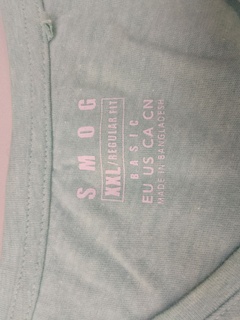 SMOG
XXL/REGULAR FIT
BASIC
EU US CA CN
MADE IN BANGLADESH